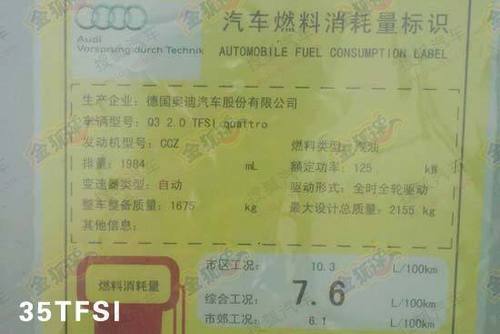 Audi
Vorsprung durch Technik
汽车燃料消耗量标识
AUTOMOBILE FUEL CONSUMPTION LABEL
生产企业：德国奥迪汽车股份有限公司
车辆型号：Q3 2.0 TFSI quattro
发动机型号：CCZ 燃料类型：汽油
排量：1984 mL 额定功率：125 kW
变速器类型：自动 驱动形式：全时全轮驱动
整车整备质量：1675 kg 最大设计总质量：2155 kg
其他信息：
燃料消耗量
市区工况： 10.3 L/100km
综合工况： 7.6 L/100km
市郊工况： 6.1 L/100km
35TFSI